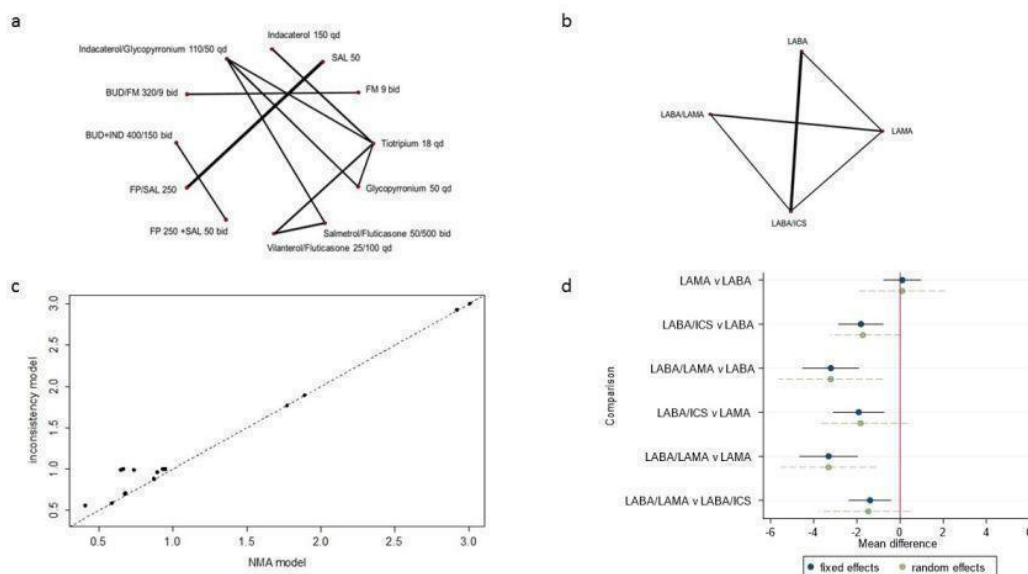 a
Indacaterol 150 qd
Indacaterol/Glycopyrronium 110/50 qd
SAL 50
BUD/FM 320/9 bid
FM 9 bid
BUD+IND 400/150 bid
Tiotripium 18 qd
FP/SAL 250
Glycopyrronium 50 qd
FP 250 +SAL 50 bid
Salmetrol/Fluticasone 50/500 bid
Vilanterol/Fluticasone 25/100 qd
b
LABA
LABA/LAMA
LAMA
LABA/ICS
c
inconsistency model
3.0
2.5
2.0
1.5
1.0
0.5
0.5 1.0 1.5 2.0 2.5 3.0
NMA model
d
Comparison
LAMA v LABA
LABA/ICS v LABA
LABA/LAMA v LABA
LABA/ICS v LAMA
LABA/LAMA v LAMA
LABA/LAMA v LABA/ICS
-6 -4 -2 0 2 4 6
Mean difference
fixed effects random effects